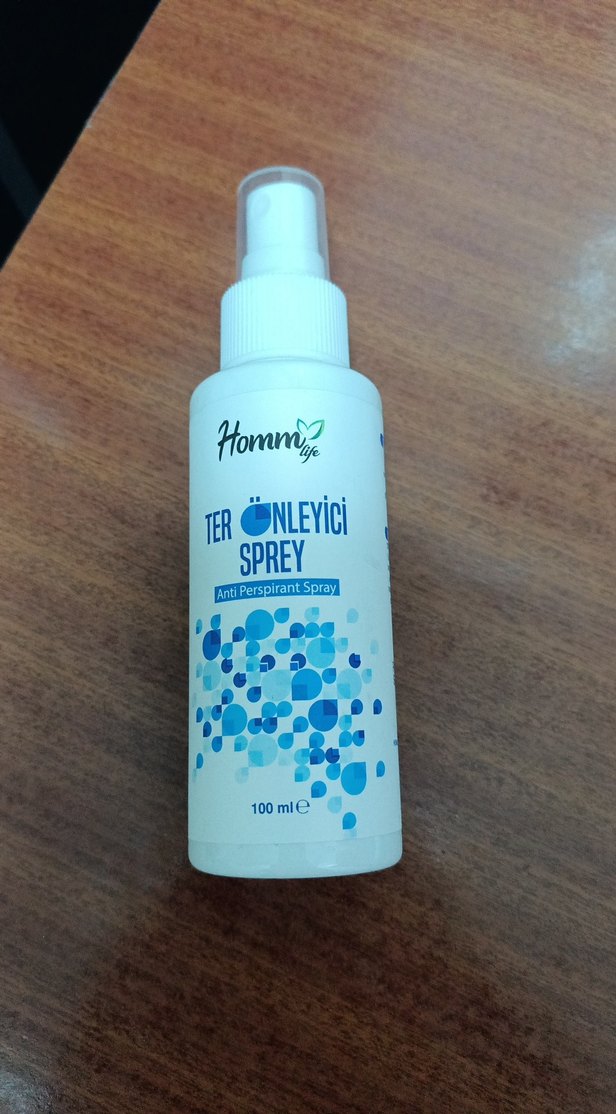 Homm
life
TER ÖNLEYİCİ
SPREY
Anti Perspirant Spray
100 ml ℮